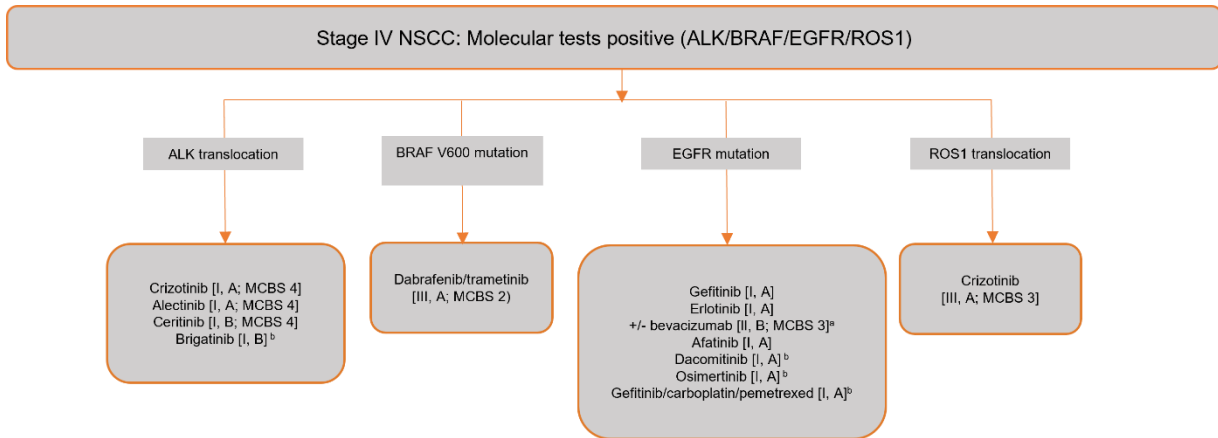 Stage IV NSCC: Molecular tests positive (ALK/BRAF/EGFR/ROS1)
ALK translocation
BRAF V600 mutation
EGFR mutation
ROS1 translocation
Crizotinib [I, A; MCBS 4]
Alectinib [I, A; MCBS 4]
Ceritinib [I, B; MCBS 4]
Brigatinib [I, B] ᵇ
Dabrafenib/trametinib
[III, A; MCBS 2)
Gefitinib [I, A]
Erlotinib [I, A]
+/- bevacizumab [II, B; MCBS 3]ᵃ
Afatinib [I, A]
Dacomitinib [I, A] ᵇ
Osimertinib [I, A] ᵇ
Gefitinib/carboplatin/pemetrexed [I, A]ᵇ
Crizotinib
[III, A; MCBS 3]